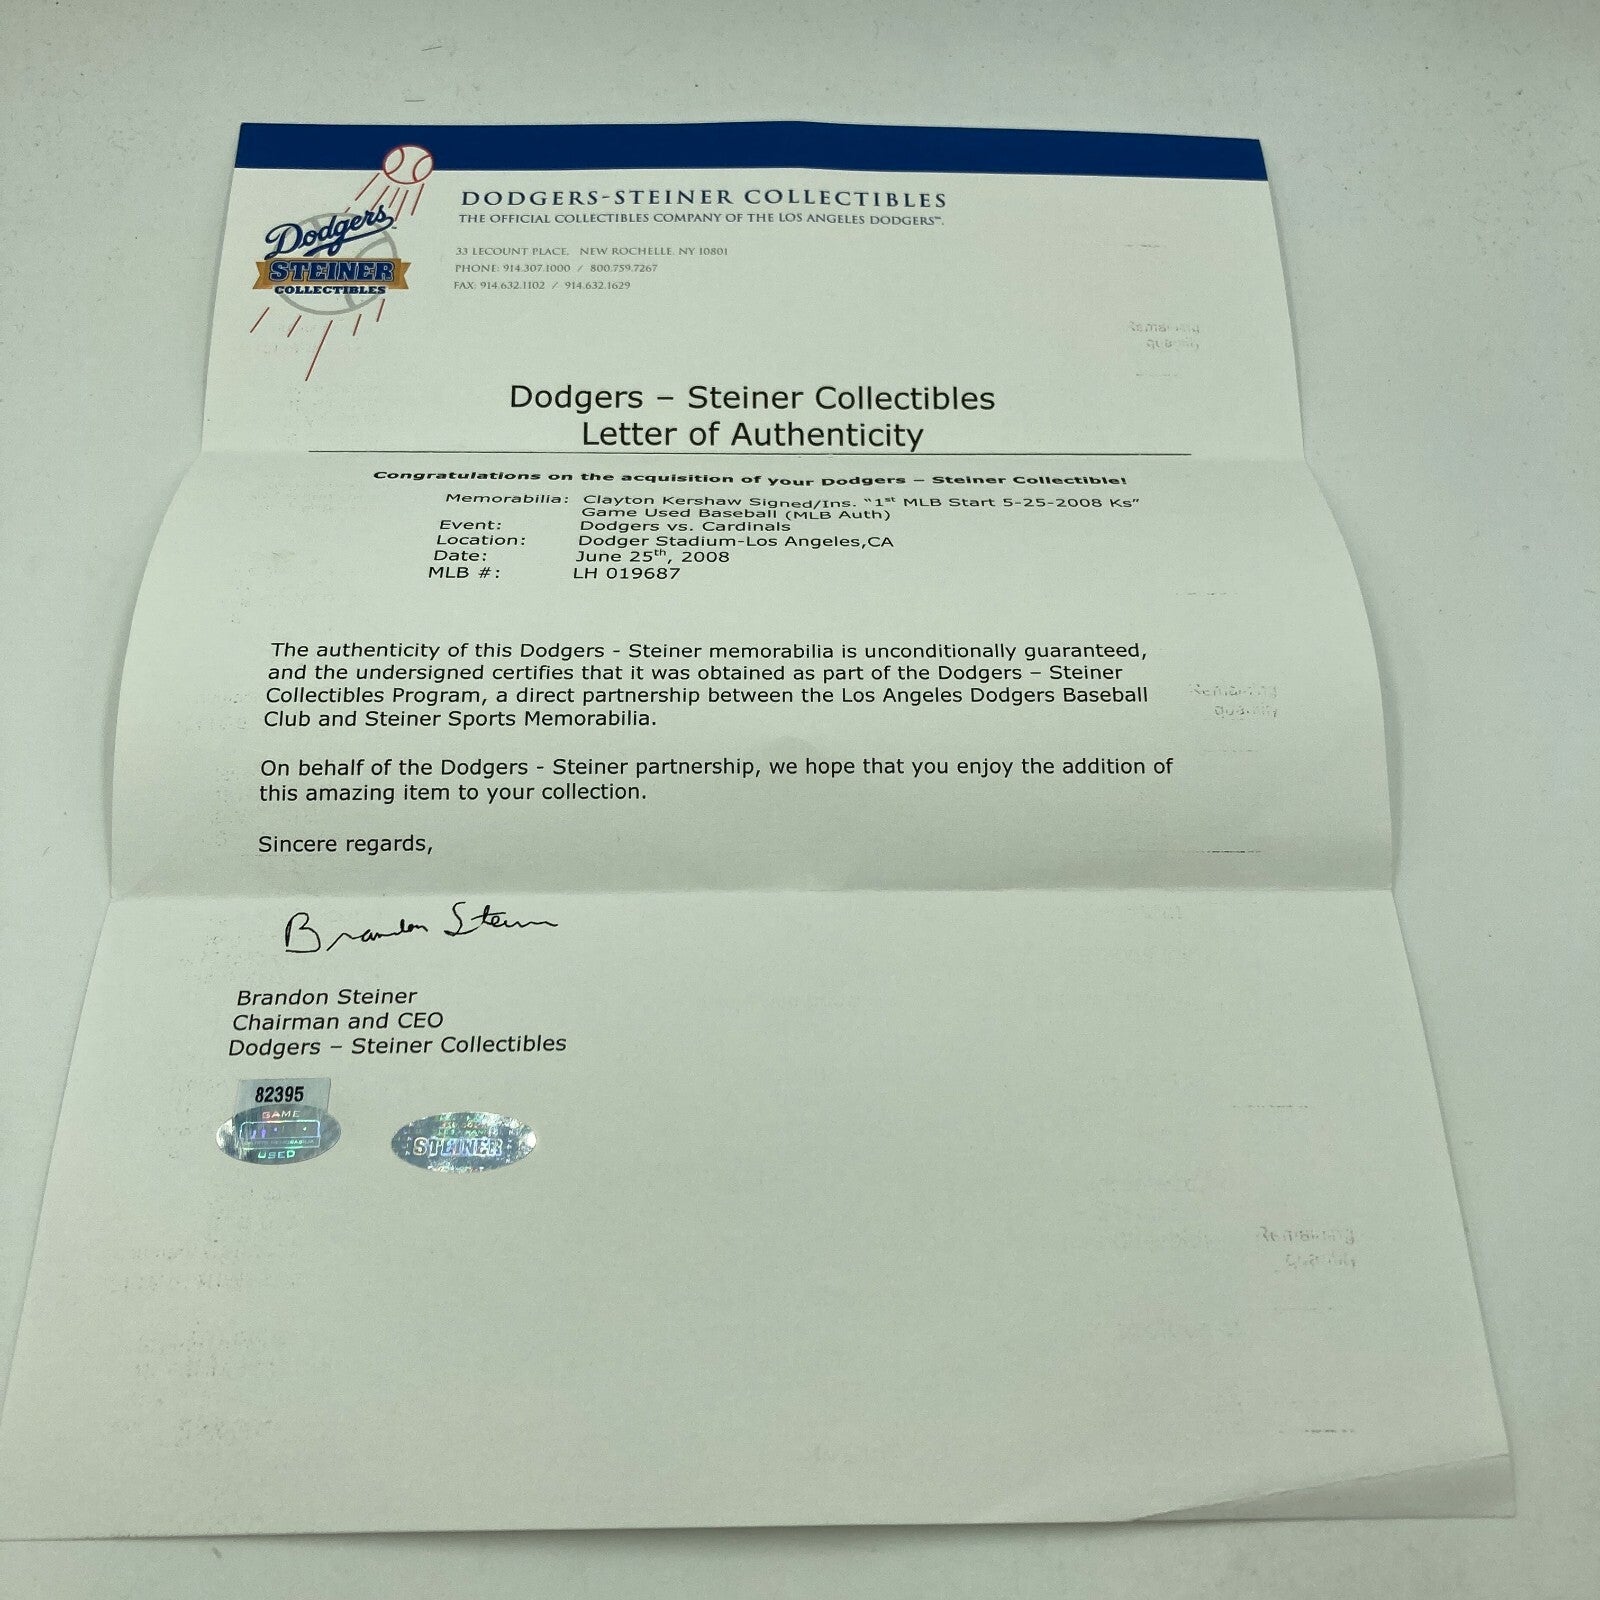 Dodgers
STEINER
COLLECTIBLES
DODGERS-STEINER COLLECTIBLES
THE OFFICIAL COLLECTIBLES COMPANY OF THE LOS ANGELES DODGERS™.
33 LECOUNT PLACE, NEW ROCHELLE, NY 10801
PHONE: 914.307.1000 / 800.759.7267
FAX: 914.632.1102 / 914.632.1629
Remaining
quantity
Dodgers – Steiner Collectibles
Letter of Authenticity
Congratulations on the acquisition of your Dodgers – Steiner Collectible!
Memorabilia: Clayton Kershaw Signed/Ins. "1st MLB Start 5-25-2008 Ks"
Game Used Baseball (MLB Auth)
Event: Dodgers vs. Cardinals
Location: Dodger Stadium-Los Angeles,CA
Date: June 25th, 2008
MLB #: LH 019687
The authenticity of this Dodgers - Steiner memorabilia is unconditionally guaranteed,
and the undersigned certifies that it was obtained as part of the Dodgers – Steiner
Collectibles Program, a direct partnership between the Los Angeles Dodgers Baseball
Club and Steiner Sports Memorabilia.
Remaining
quantity
On behalf of the Dodgers - Steiner partnership, we hope that you enjoy the addition of
this amazing item to your collection.
Sincere regards,
Brandon Steiner
Brandon Steiner
Chairman and CEO
Dodgers – Steiner Collectibles
82395
GAME
USED
STEINER
Remaining
quantity